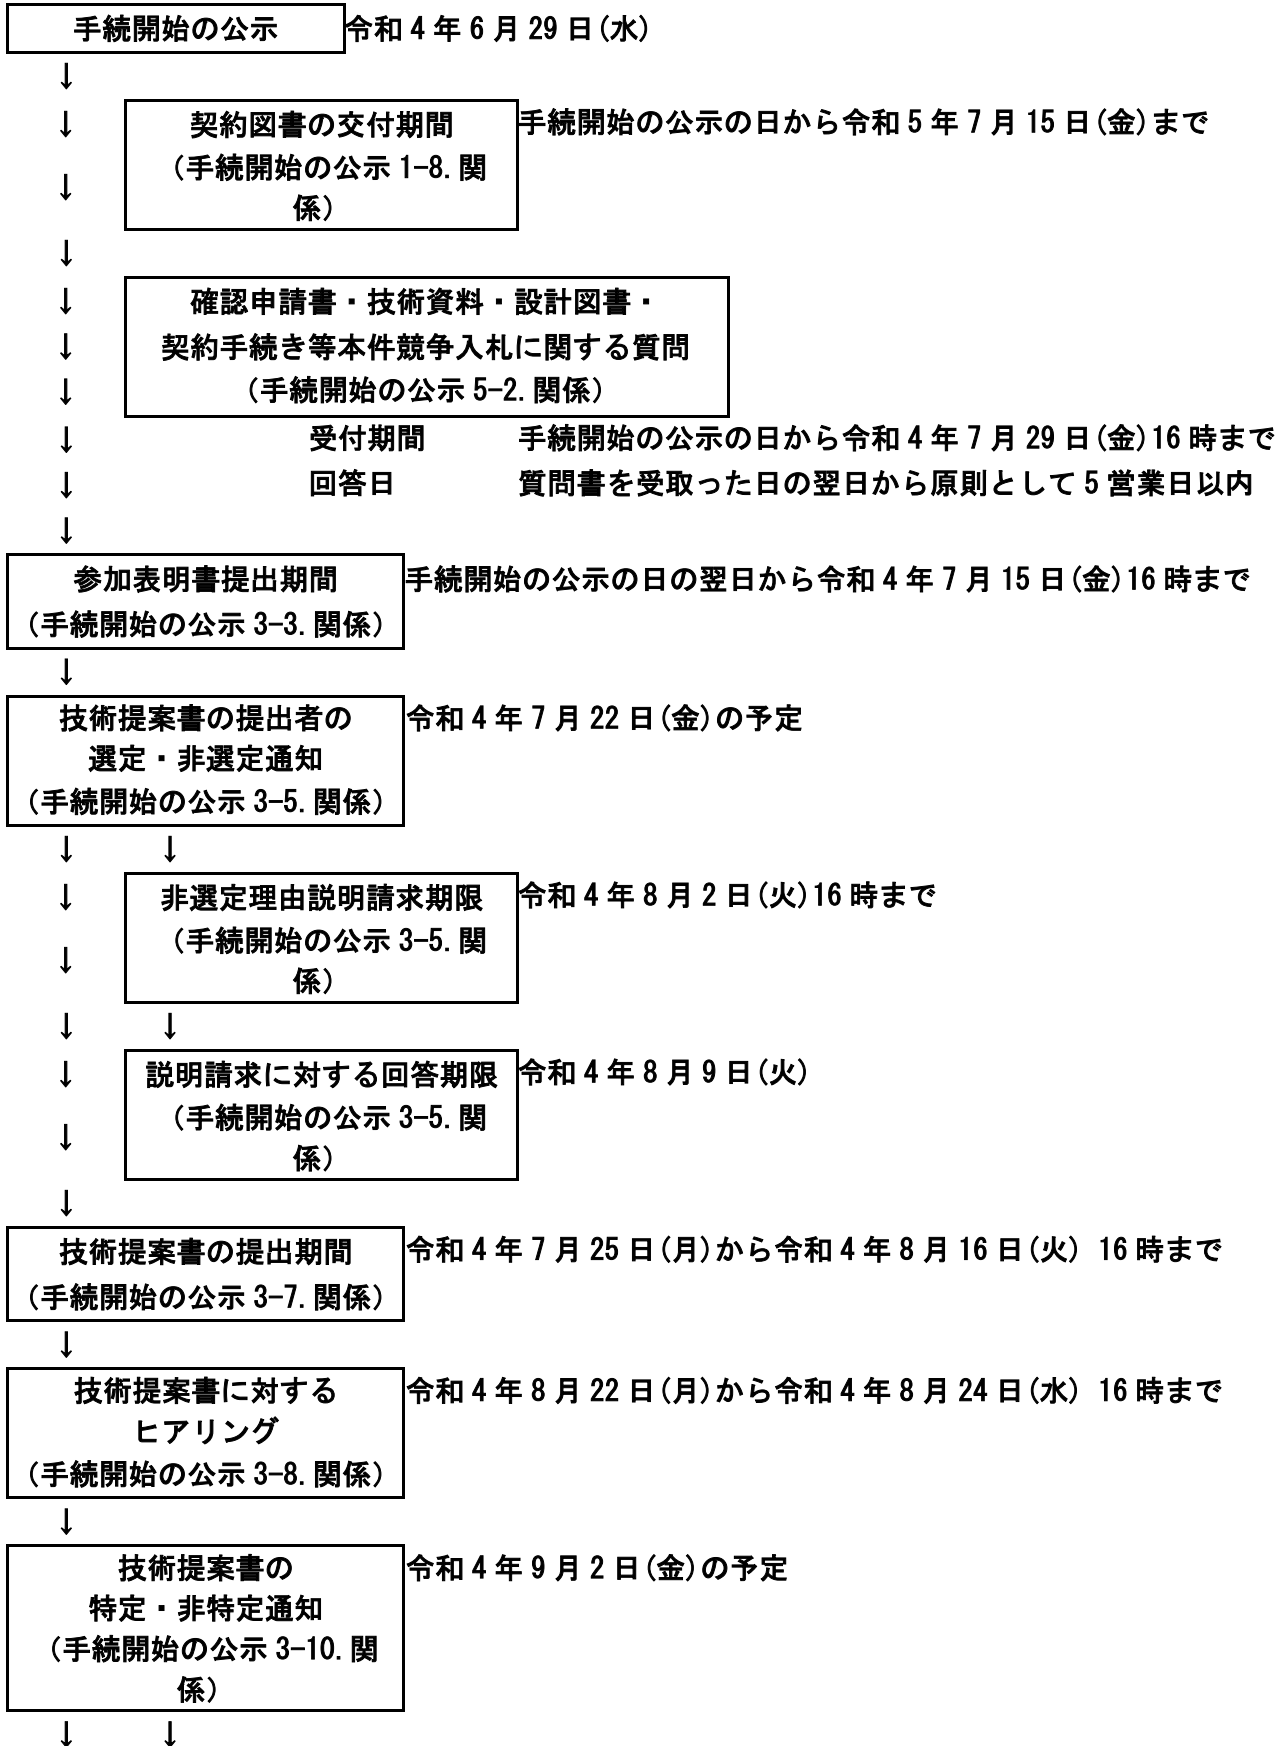 手続開始の公示 令和4年6月29日(水)
↓
↓ 契約図書の交付期間 手続開始の公示の日から令和5年7月15日(金)まで
(手続開始の公示1-8.関
↓
係)
↓
↓ 確認申請書・技術資料・設計図書・
↓ 契約手続き等本件競争入札に関する質問
↓ (手続開始の公示5-2.関係)
↓ 受付期間 手続開始の公示の日から令和4年7月29日(金)16時まで
↓ 回答日 質問書を受取った日の翌日から原則として5営業日以内
↓
参加表明書提出期間 手続開始の公示の日の翌日から令和4年7月15日(金)16時まで
(手続開始の公示3-3.関係)
↓
技術提案書の提出者の 令和4年7月22日(金)の予定
選定・非選定通知
(手続開始の公示3-5.関係)
↓ ↓
↓ 非選定理由説明請求期限 令和4年8月2日(火)16時まで
(手続開始の公示3-5.関
↓
係)
↓ ↓
↓ 説明請求に対する回答期限 令和4年8月9日(火)
(手続開始の公示3-5.関
↓
係)
↓
技術提案書の提出期間 令和4年7月25日(月)から令和4年8月16日(火) 16時まで
(手続開始の公示3-7.関係)
↓
技術提案書に対する 令和4年8月22日(月)から令和4年8月24日(水) 16時まで
ヒアリング
(手続開始の公示3-8.関係)
↓
技術提案書の 令和4年9月2日(金)の予定
特定・非特定通知
(手続開始の公示3-10.関
係)
↓ ↓